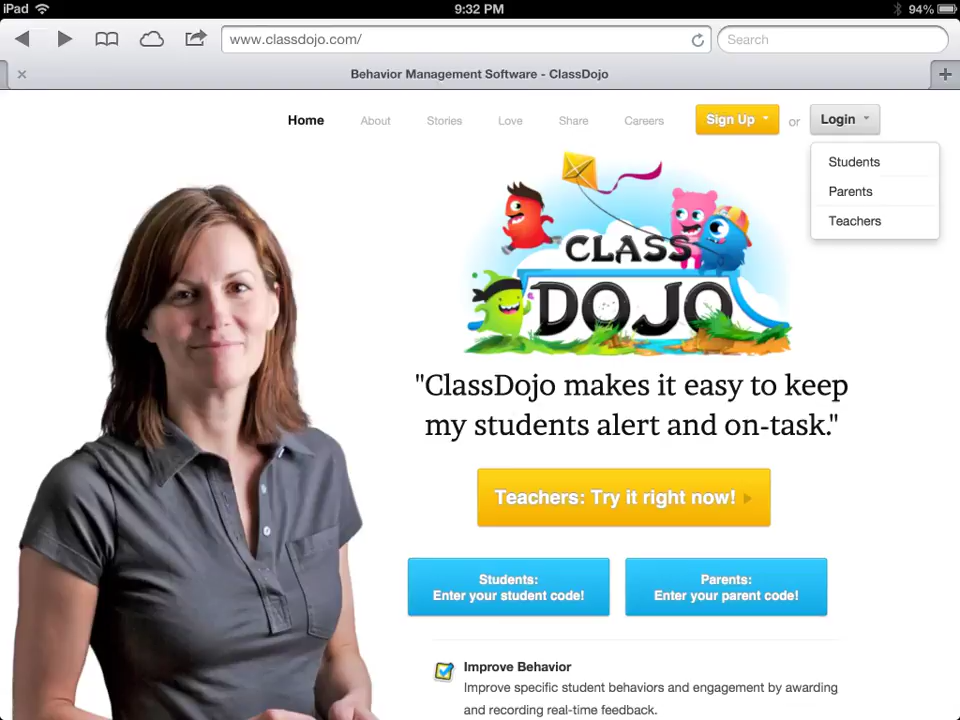 iPad 9:32 PM 94%
www.classdojo.com/ Search
Behavior Management Software - ClassDojo
Home About Stories Love Share Careers Sign Up or Login
Students
Parents
Teachers
CLASS
DOJO
"ClassDojo makes it easy to keep
my students alert and on-task."
Teachers: Try it right now!
Students:
Enter your student code!
Parents:
Enter your parent code!
Improve Behavior
Improve specific student behaviors and engagement by awarding
and recording real-time feedback.